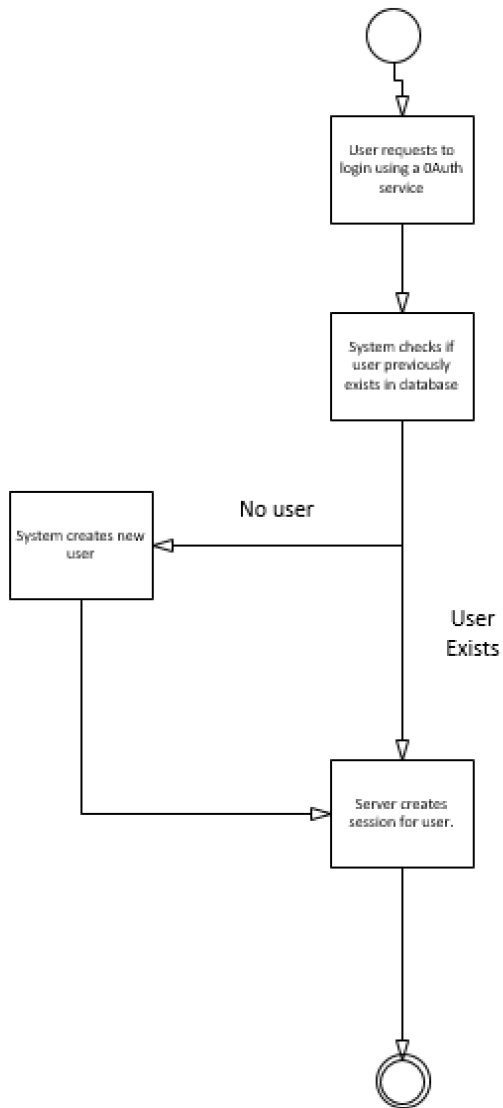 User requests to
login using a 0Auth
service
System checks if
user previously
exists in database
No user
System creates new
user
User
Exists
Server creates
session for user.